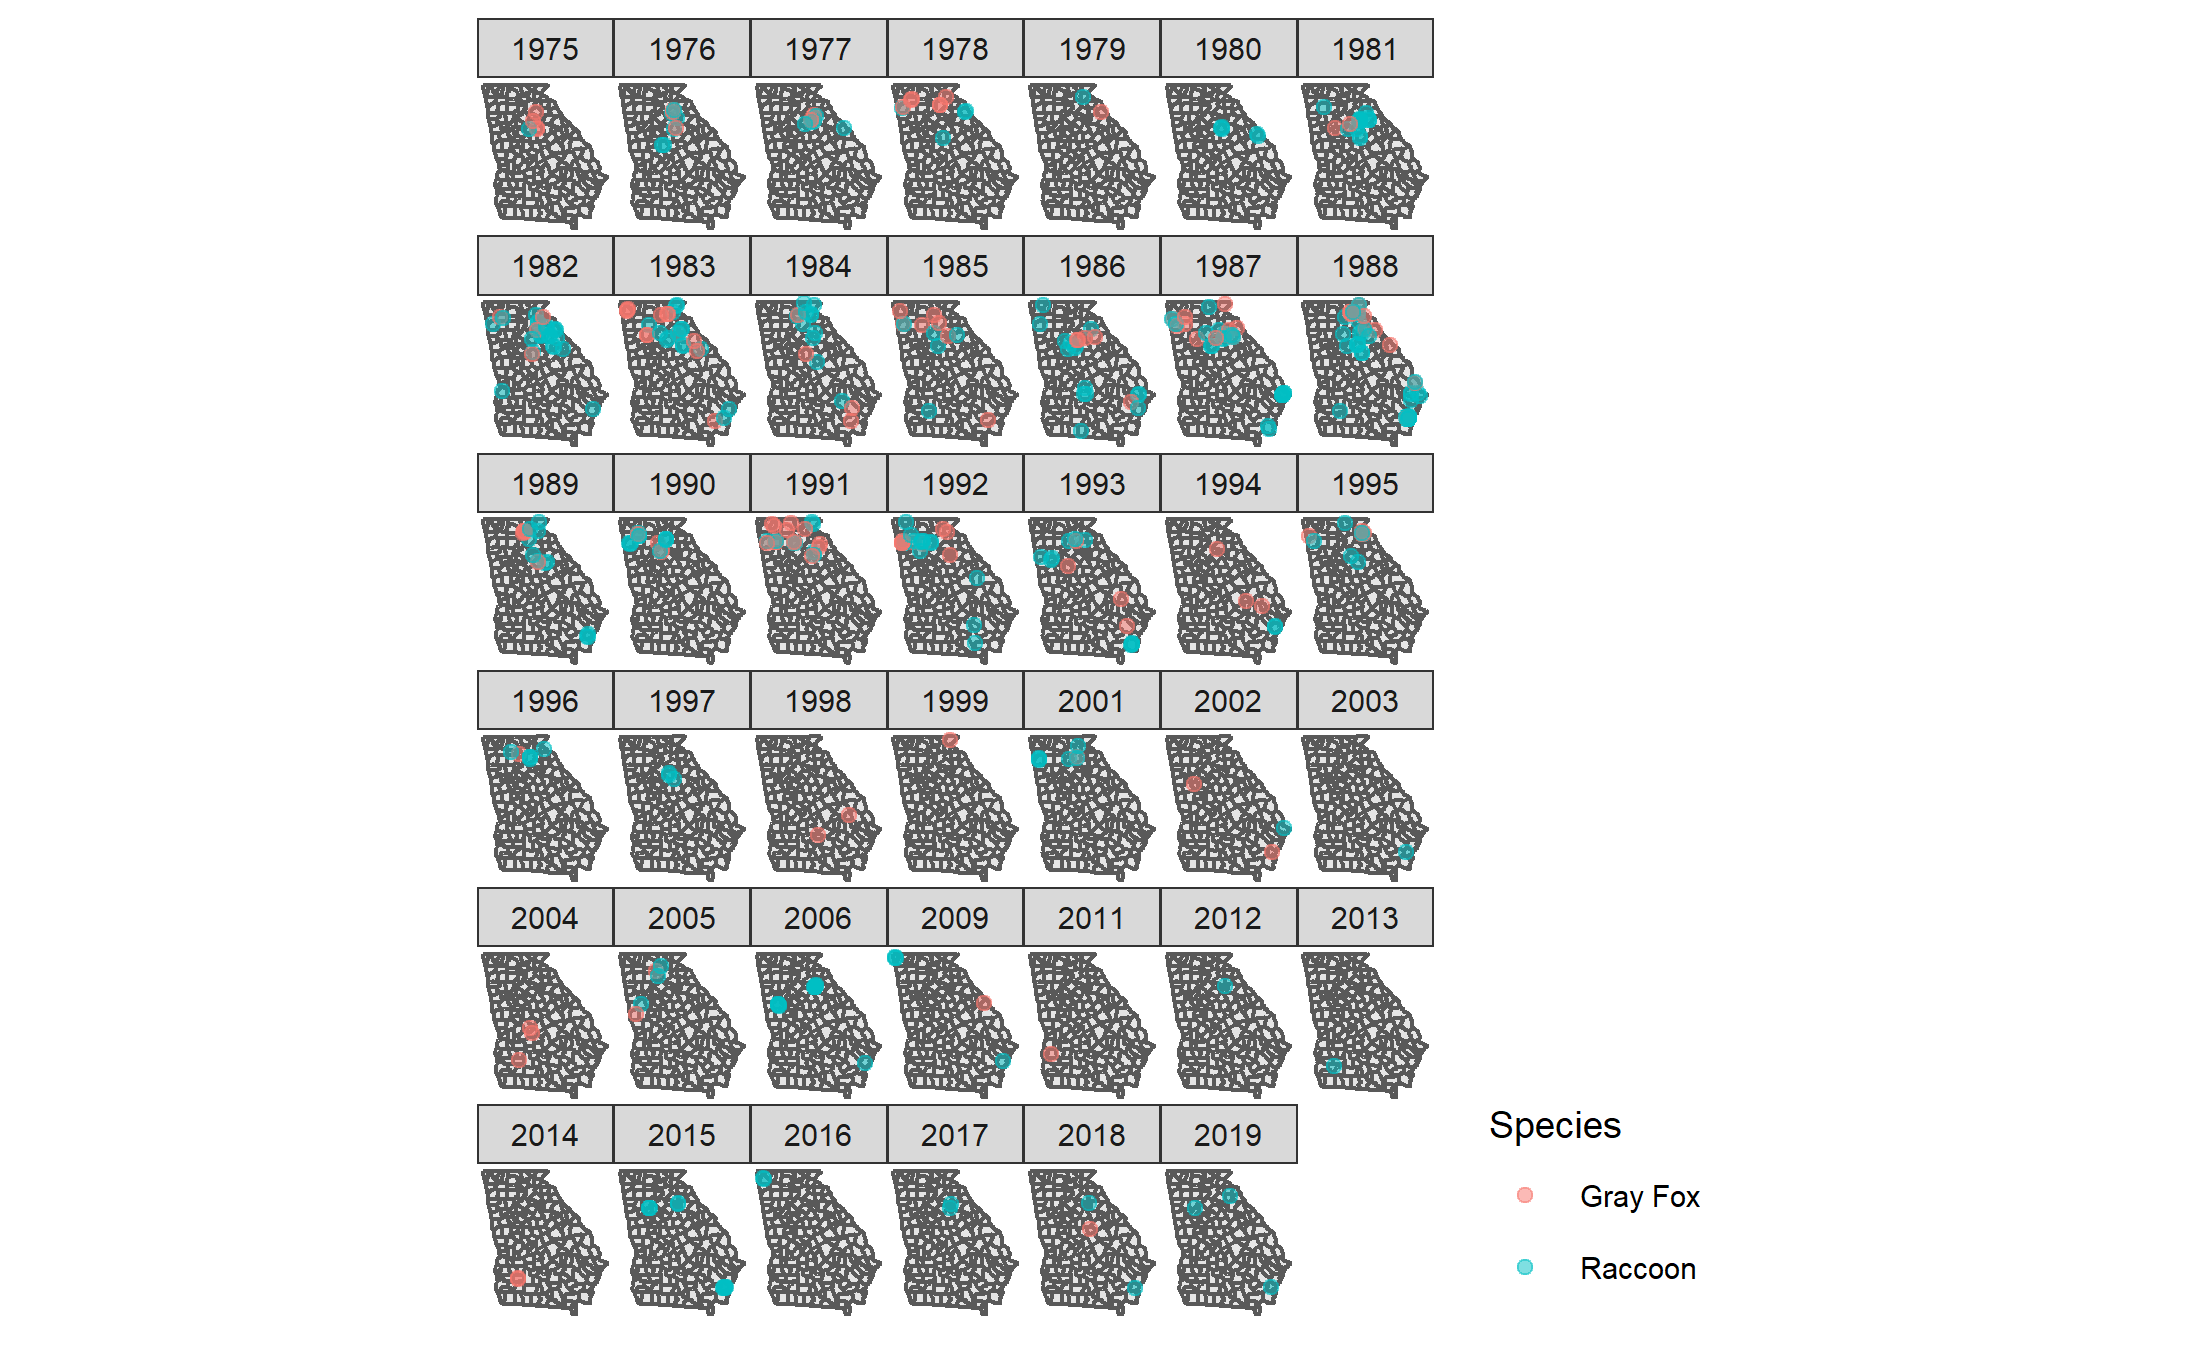 1975 1976 1977 1978 1979 1980 1981
1982 1983 1984 1985 1986 1987 1988
1989 1990 1991 1992 1993 1994 1995
1996 1997 1998 1999 2001 2002 2003
2004 2005 2006 2009 2011 2012 2013
2014 2015 2016 2017 2018 2019
Species
Gray Fox
Raccoon